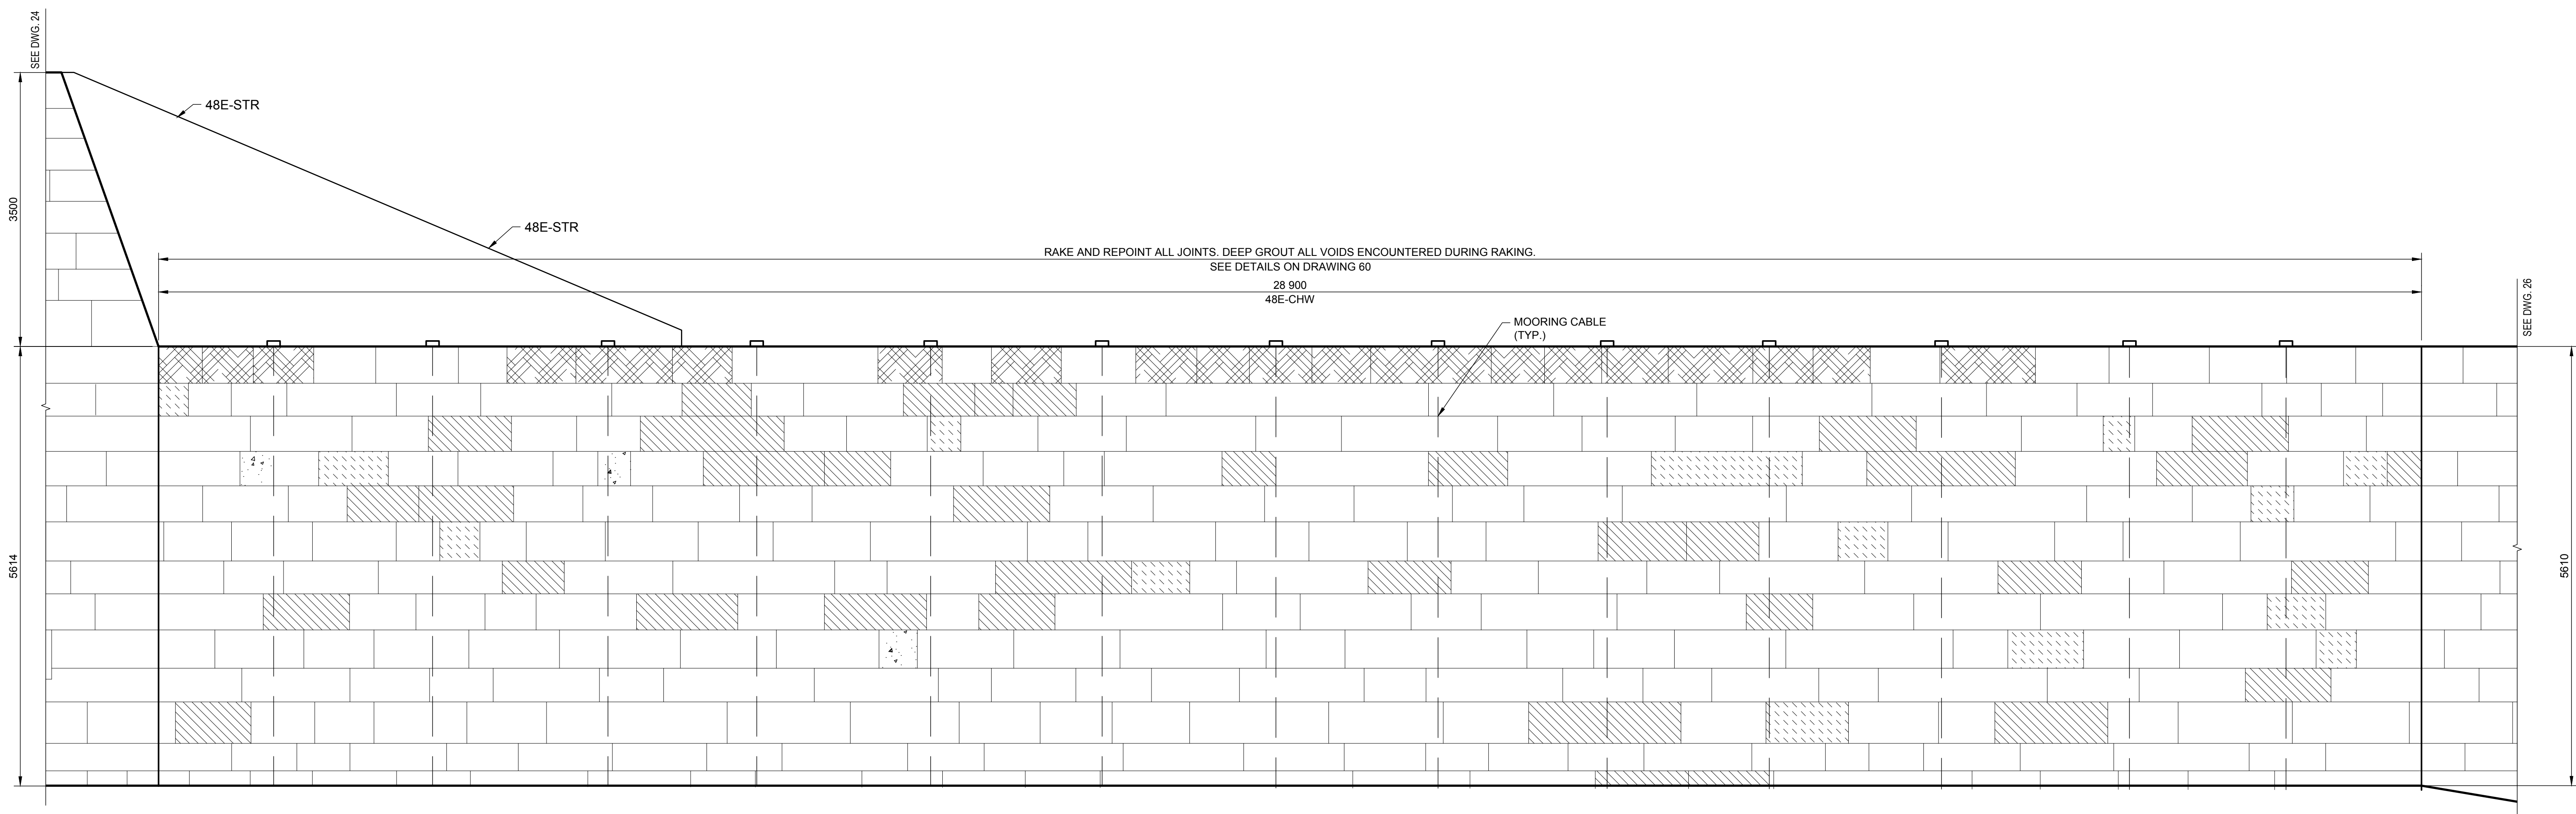 SEE DWG. 24
48E-STR
3500
48E-STR
RAKE AND REPOINT ALL JOINTS. DEEP GROUT ALL VOIDS ENCOUNTERED DURING RAKING.
SEE DETAILS ON DRAWING 60
28 900
48E-CHW
SEE DWG. 26
MOORING CABLE
(TYP.)
5614
5610